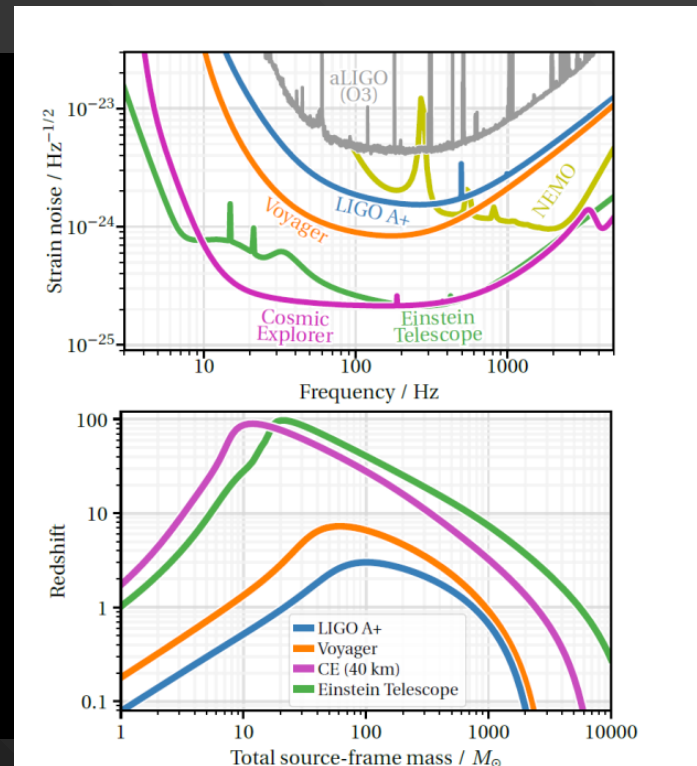 aLIGO
(O3)
10⁻²³
NEMO
Strain noise / Hz⁻¹/²
LIGO A+
Voyager
10⁻²⁴
Cosmic
Explorer
Einstein
Telescope
10⁻²⁵
10
100
1000
Frequency / Hz
100
10
Redshift
1
LIGO A+
Voyager
CE (40 km)
Einstein Telescope
0.1
1
10
100
1000
10000
Total source-frame mass / M☉